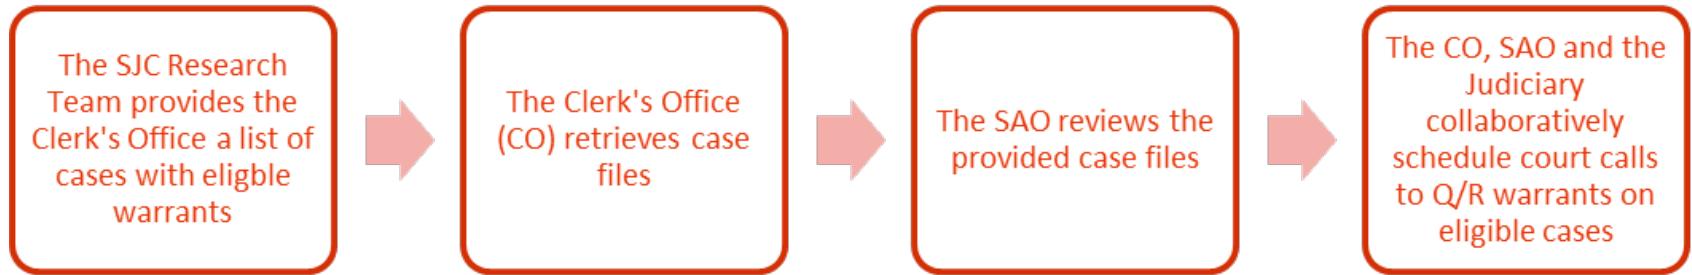 The SJC Research
Team provides the
Clerk's Office a list of
cases with eligble
warrants
The Clerk's Office
(CO) retrieves case
files
The SAO reviews the
provided case files
The CO, SAO and the
Judiciary
collaboratively
schedule court calls
to Q/R warrants on
eligible cases